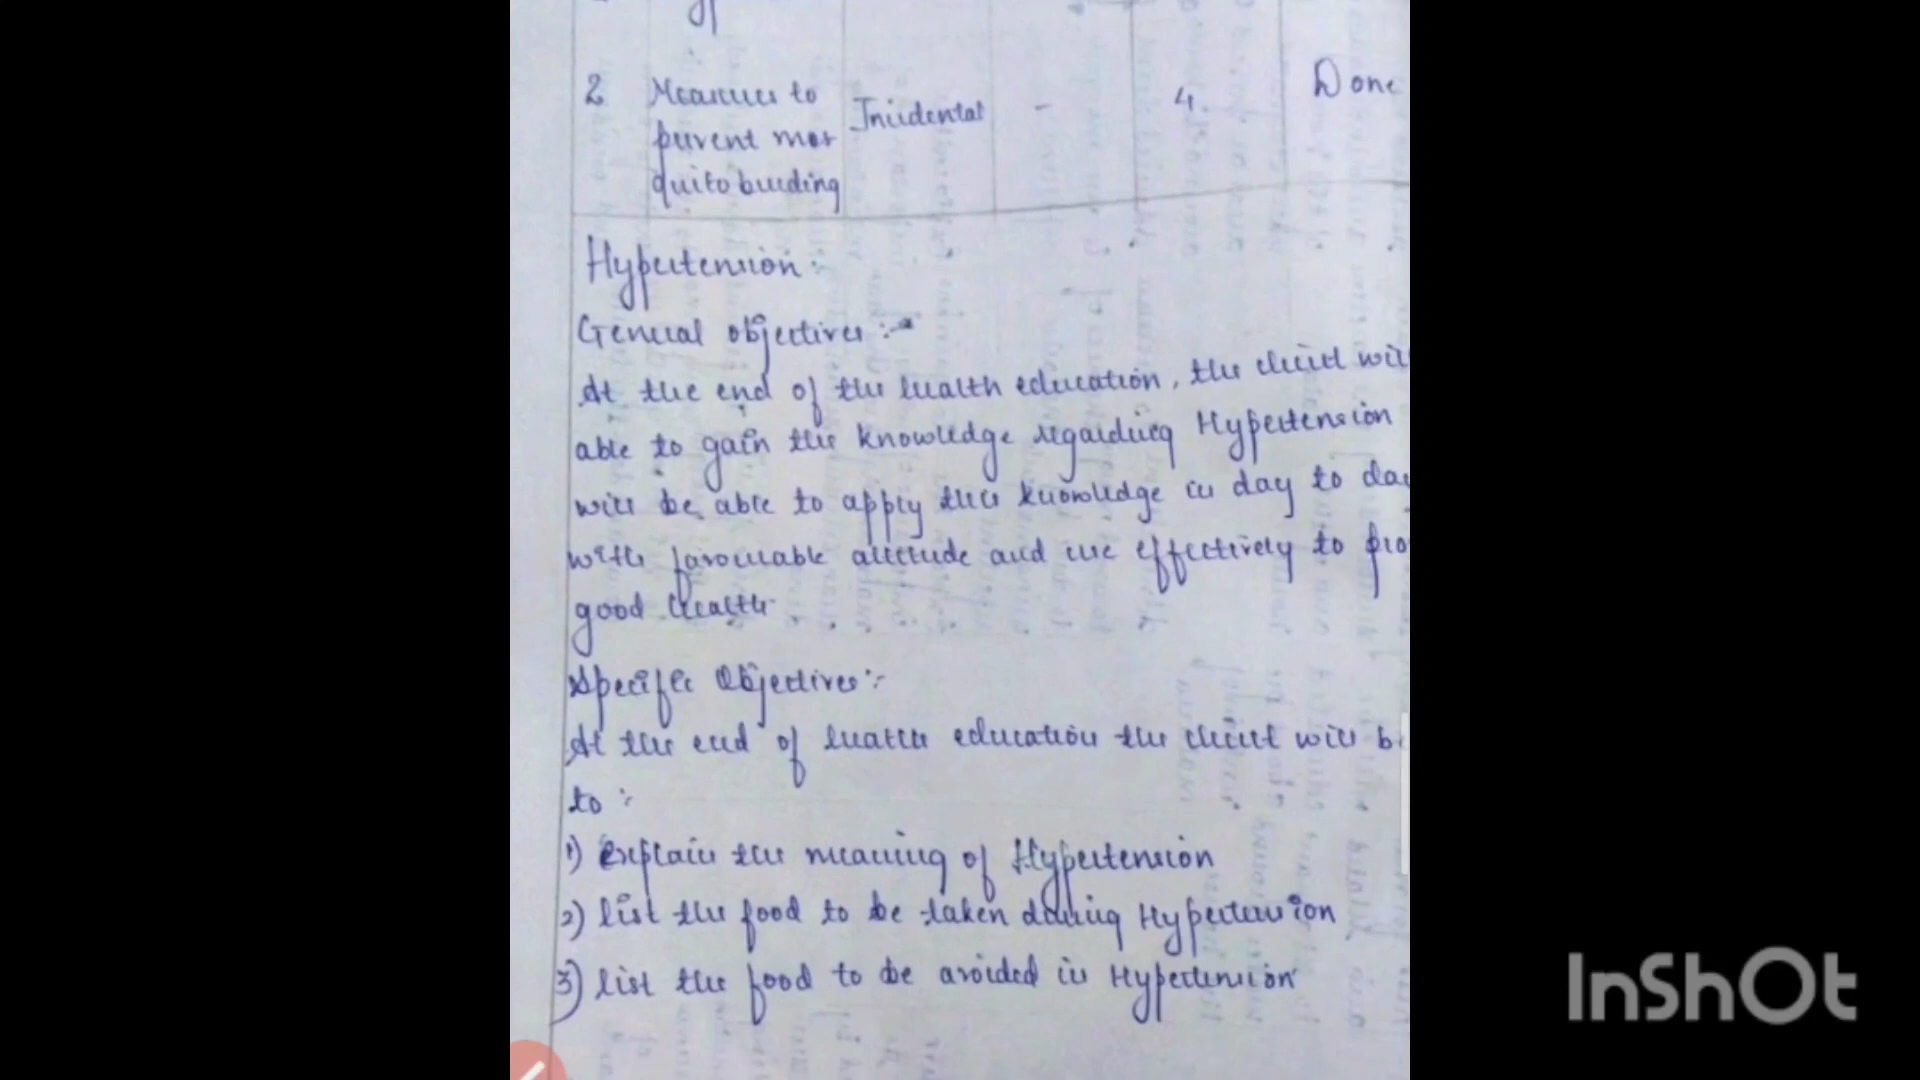 2 Measures to Incidental - 4 Done
prevent mos
quito breeding
Hypertension:
General objectives :-
At the end of the health education, the client wil
able to gain the knowledge regarding Hypertension
will be able to apply this knowledge in day to da
with favourable attitude and use effectively to pro
good health
Specific Objectives :-
At the end of health education the client will b
to :
1) explain the meaning of Hypertension
2) list the food to be taken during Hypertension
3) list the food to be avoided in Hypertension
InShOt